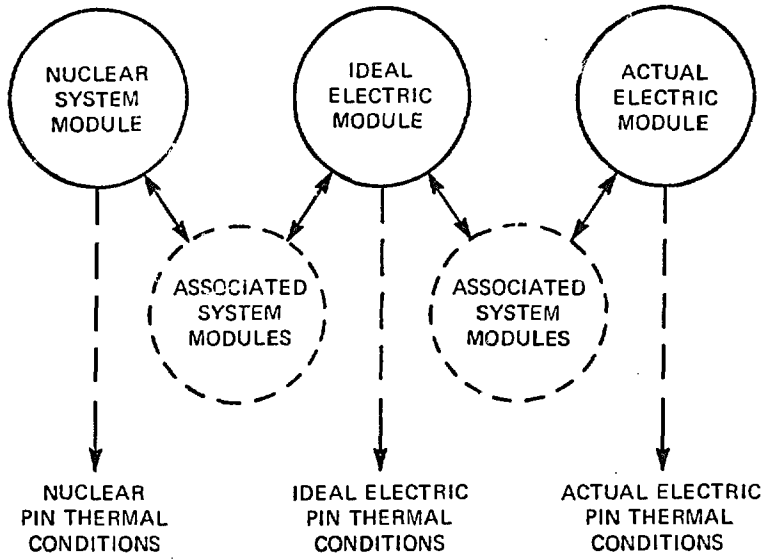 NUCLEAR
SYSTEM
MODULE
IDEAL
ELECTRIC
MODULE
ACTUAL
ELECTRIC
MODULE
ASSOCIATED
SYSTEM
MODULES
ASSOCIATED
SYSTEM
MODULES
NUCLEAR
PIN THERMAL
CONDITIONS
IDEAL ELECTRIC
PIN THERMAL
CONDITIONS
ACTUAL ELECTRIC
PIN THERMAL
CONDITIONS